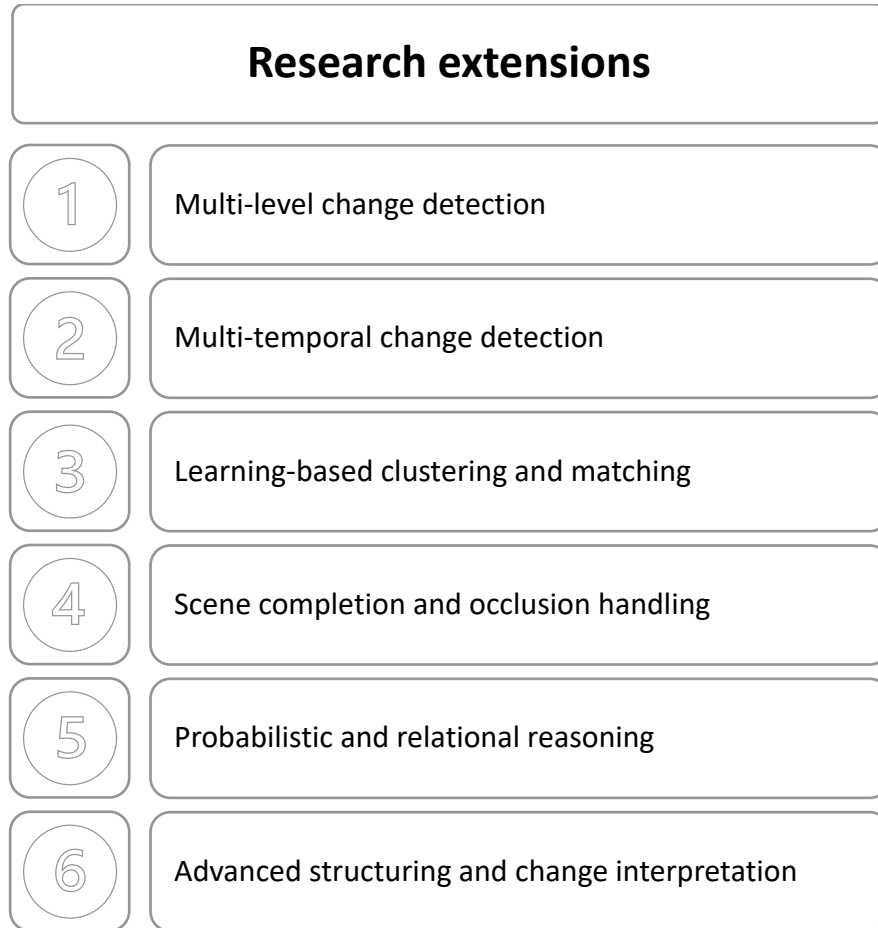 Research extensions
1
Multi-level change detection
2
Multi-temporal change detection
3
Learning-based clustering and matching
4
Scene completion and occlusion handling
5
Probabilistic and relational reasoning
6
Advanced structuring and change interpretation